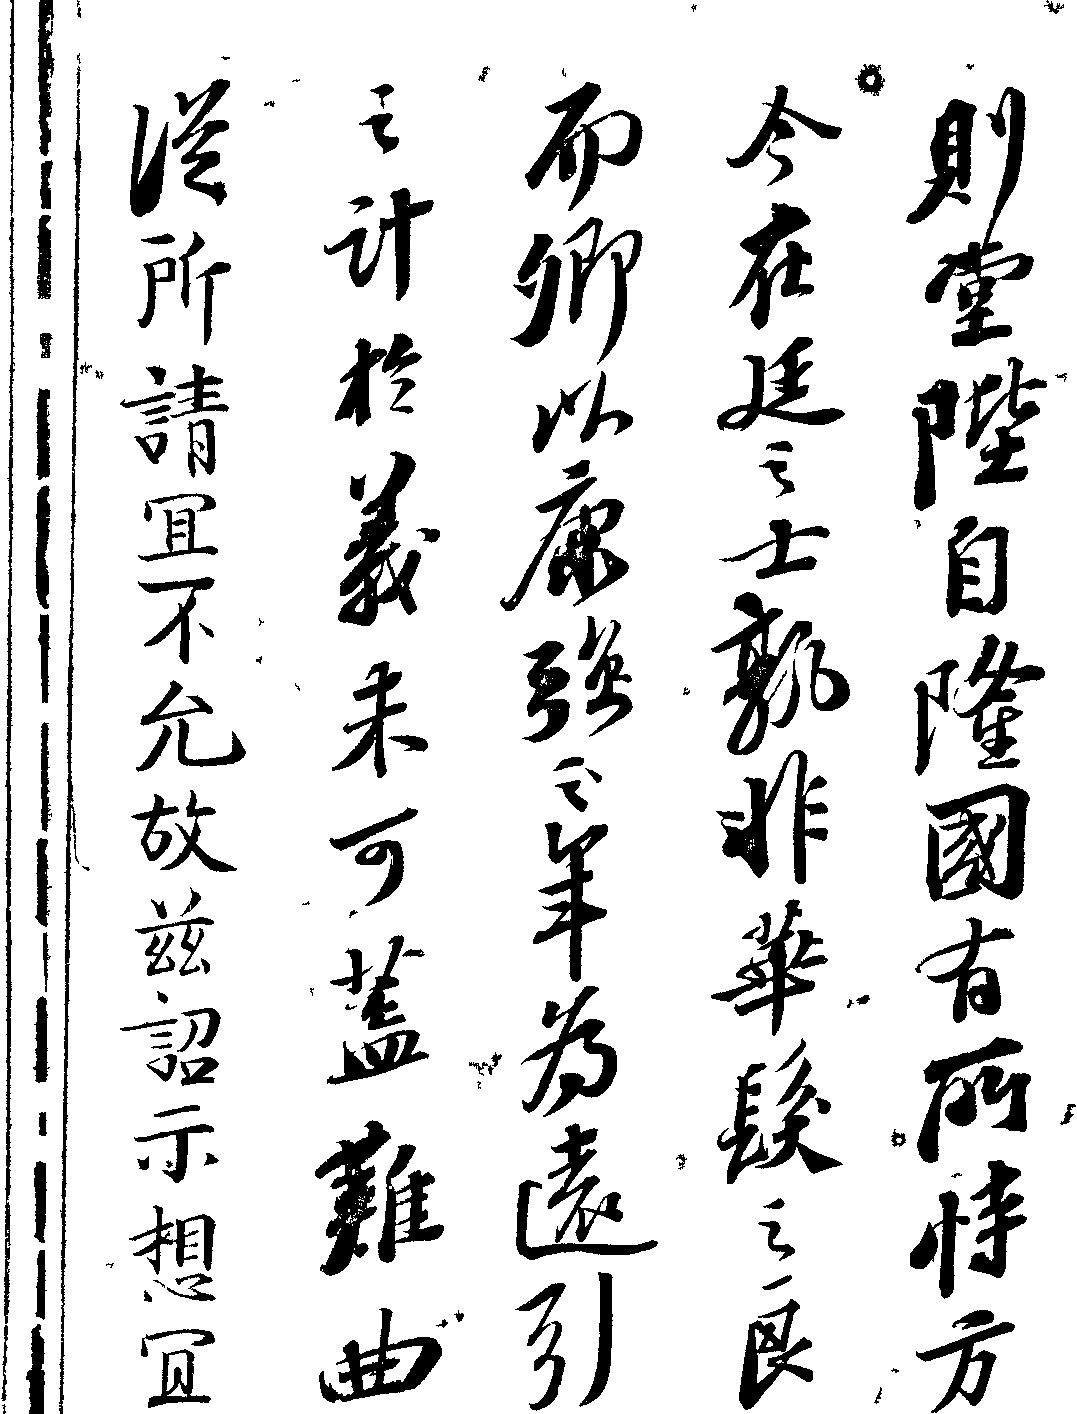 則堂陛自隆國有所恃方
今在廷之士孰非華髮之良
而卿以康強之年為遠引
之計於義未可蓋難曲
從所請宜不允故茲詔示想宜